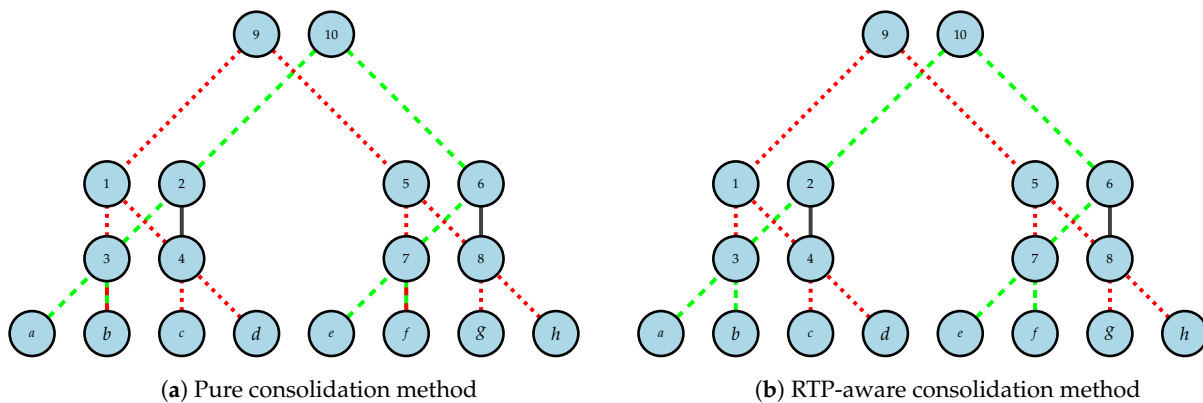 9 10 9 10
1 2 5 6 1 2 5 6
3 4 7 8 3 4 7 8
a b c d e f g h a b c d e f g h
(a) Pure consolidation method (b) RTP-aware consolidation method